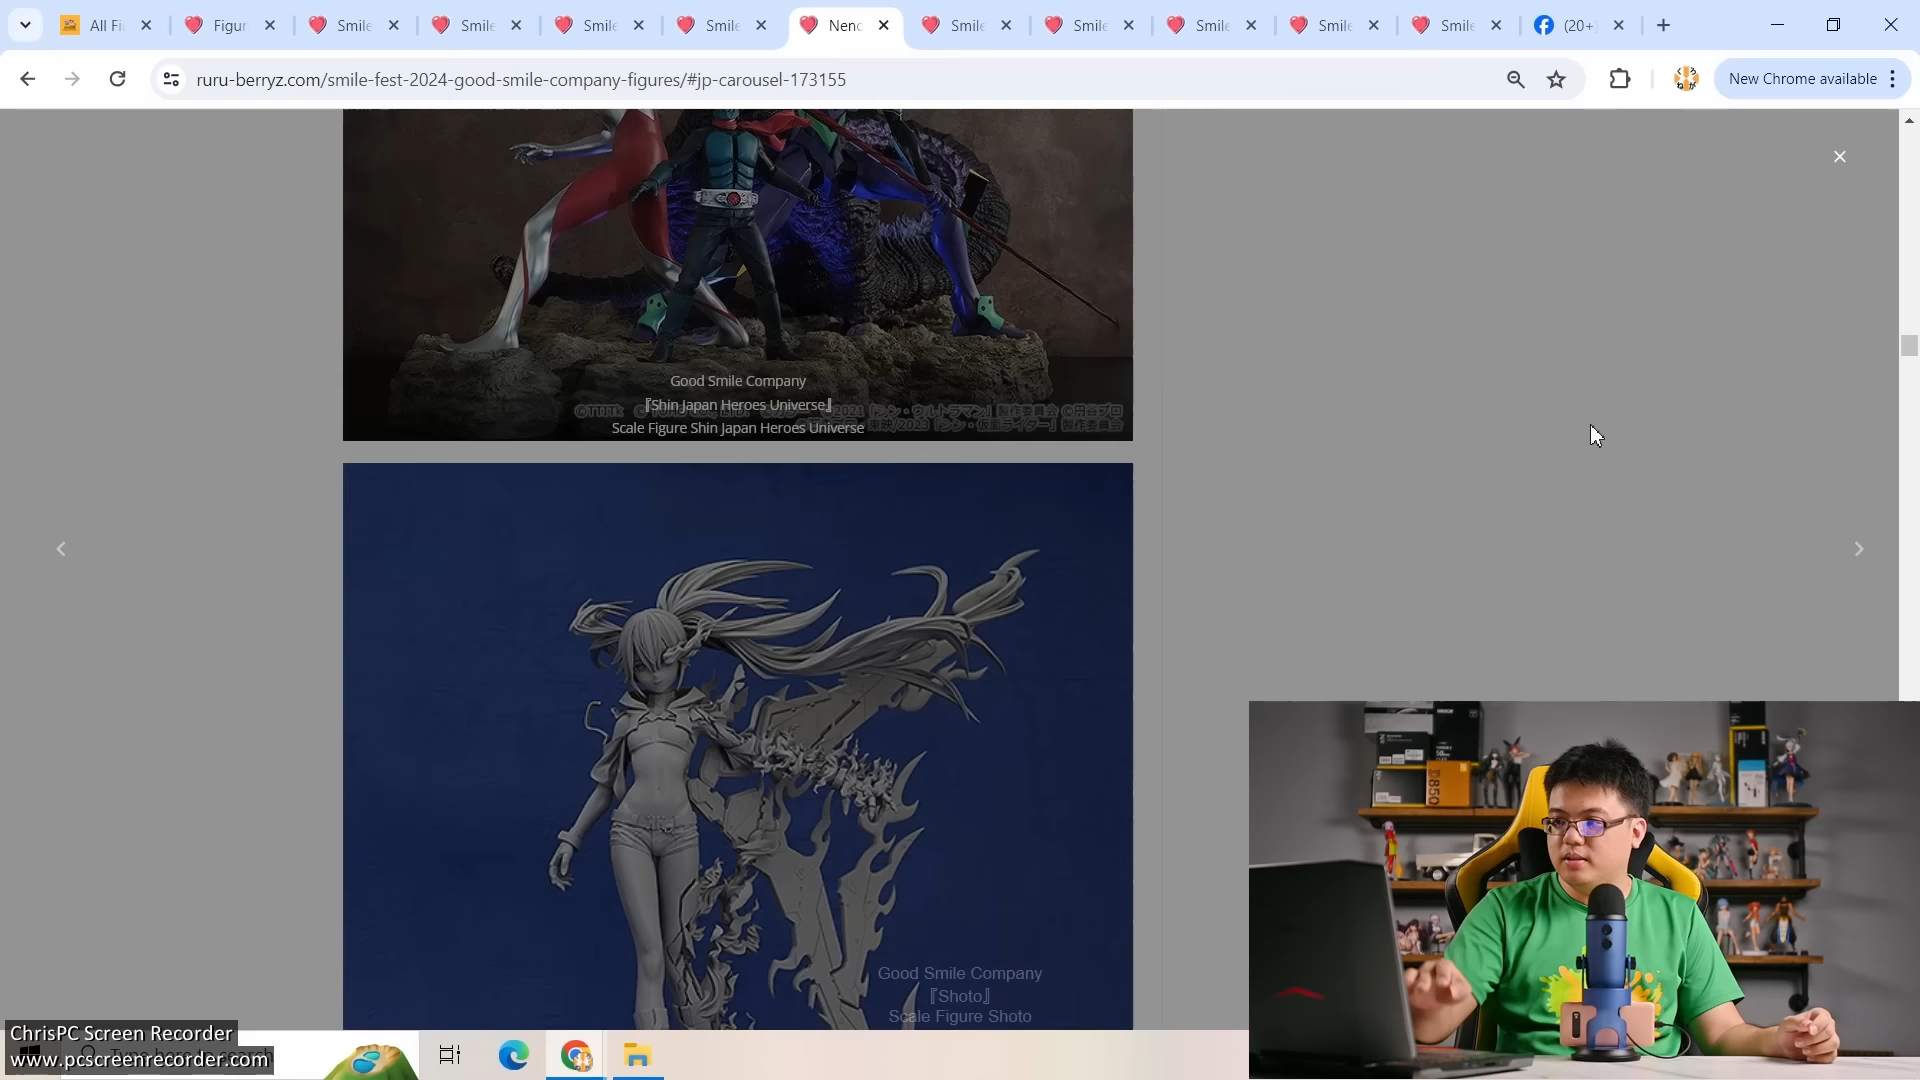 All Fi
Figur
Smile
Smile
Smile
Smile
Nend
Smile
Smile
Smile
Smile
Smile
(20+
ruru-berryz.com/smile-fest-2024-good-smile-company-figures/#jp-carousel-173155
New Chrome available
Good Smile Company
『Shin Japan Heroes Universe』
Scale Figure Shin Japan Heroes Universe
Good Smile Company
『Shoto』
Scale Figure Shoto
D850
ChrisPC Screen Recorder
www.pcscreenrecorder.com